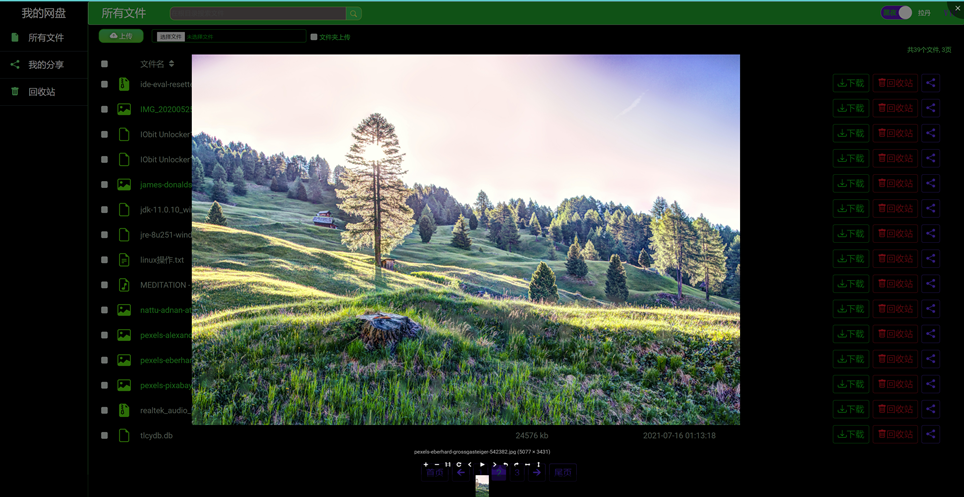 我的网盘
所有文件
拉丹
所有文件
我的分享
回收站
上传
选择文件 未选择文件
文件夹上传
共39个文件, 3页
文件名
ide-eval-resette
下载 回收站
IMG_2020052
下载 回收站
IObit Unlocker
下载 回收站
IObit Unlocker
下载 回收站
james-donalds
下载 回收站
jdk-11.0.10_wi
下载 回收站
jre-8u251-wind
下载 回收站
linux操作.txt
下载 回收站
MEDITATION -
下载 回收站
nattu-adnan-at
下载 回收站
pexels-alexan
下载 回收站
pexels-eberha
下载 回收站
pexels-pixabay
下载 回收站
realtek_audio_
下载 回收站
tlcydb.db 24576 kb 2021-07-16 01:13:18
下载 回收站
pexels-eberhard-grossgasteiger-542382.jpg (5077 × 3431)
首页 2 3 尾页